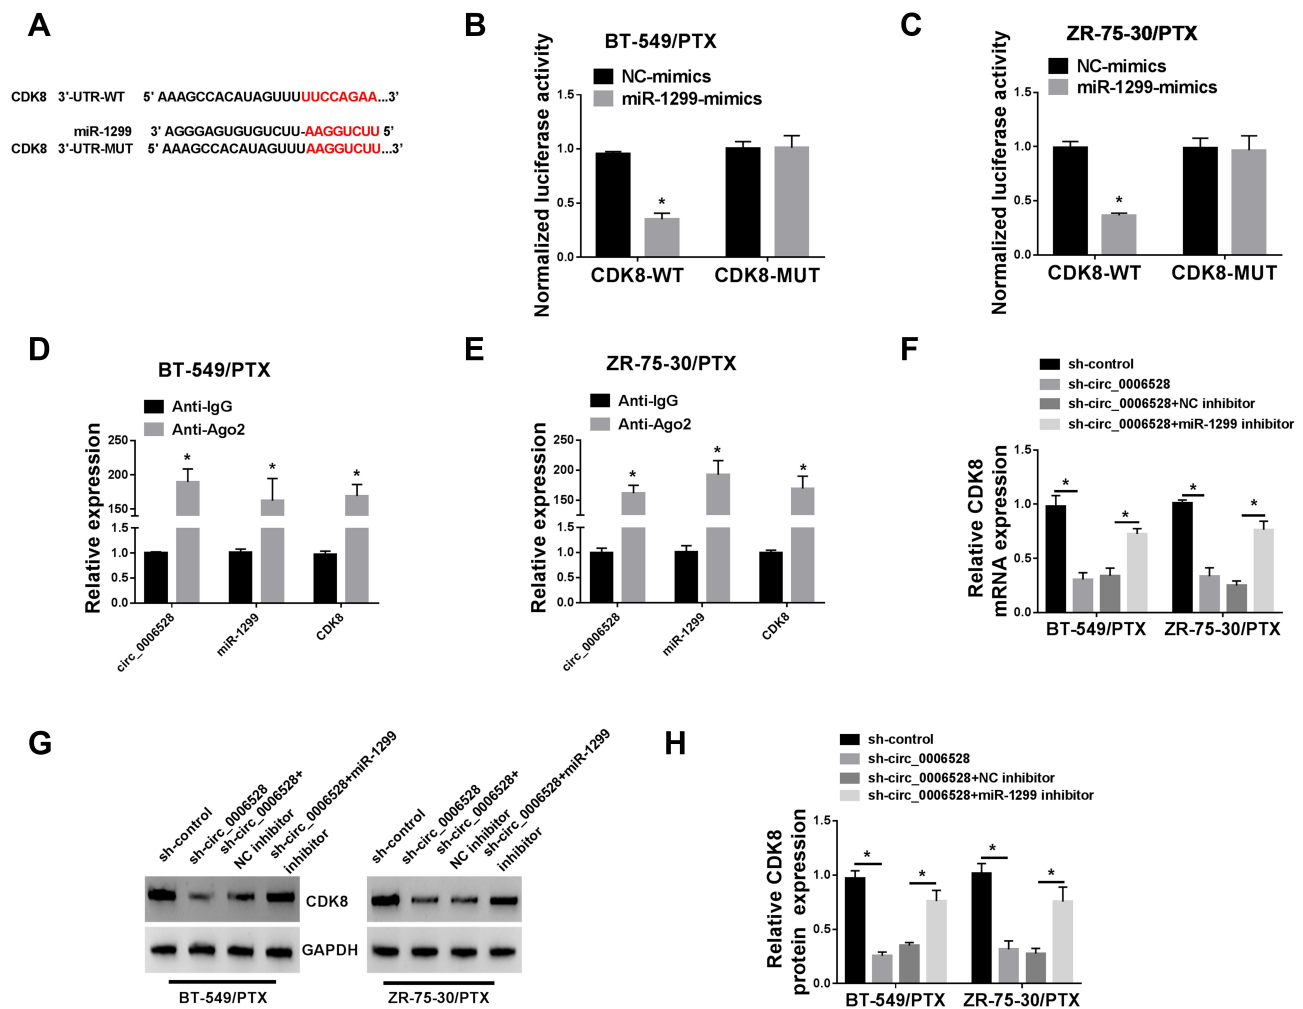 A
CDK8 3'-UTR-WT 5' AAAGCCACAUAGUUUUUCCAGAA...3'
miR-1299 3' AGGGAGUGUGUCUU-AAGGUCUU 5'
CDK8 3'-UTR-MUT 5' AAAGCCACAUAGUUUAAGGUCUU...3'
B
BT-549/PTX
NC-mimics
miR-1299-mimics
Normalized luciferase activity
1.5
1.0
0.5
0.0
*
CDK8-WT CDK8-MUT
C
ZR-75-30/PTX
NC-mimics
miR-1299-mimics
Normalized luciferase activity
1.5
1.0
0.5
0.0
*
CDK8-WT CDK8-MUT
D
BT-549/PTX
Anti-IgG
Anti-Ago2
Relative expression
250
200
150
1.5
1.0
0.5
0.0
* * *
circ_0006528 miR-1299 CDK8
E
ZR-75-30/PTX
Anti-IgG
Anti-Ago2
Relative expression
250
200
150
1.5
1.0
0.5
0.0
* * *
circ_0006528 miR-1299 CDK8
F
sh-control
sh-circ_0006528
sh-circ_0006528+NC inhibitor
sh-circ_0006528+miR-1299 inhibitor
Relative CDK8
mRNA expression
1.5
1.0
0.5
0.0
* * * *
BT-549/PTX ZR-75-30/PTX
G
sh-control
sh-circ_0006528
sh-circ_0006528+
NC inhibitor
sh-circ_0006528+miR-1299
inhibitor
sh-control
sh-circ_0006528
sh-circ_0006528+
NC inhibitor
sh-circ_0006528+miR-1299
inhibitor
CDK8
GAPDH
BT-549/PTX ZR-75-30/PTX
H
sh-control
sh-circ_0006528
sh-circ_0006528+NC inhibitor
sh-circ_0006528+miR-1299 inhibitor
Relative CDK8
protein expression
1.5
1.0
0.5
0.0
* * * *
BT-549/PTX ZR-75-30/PTX